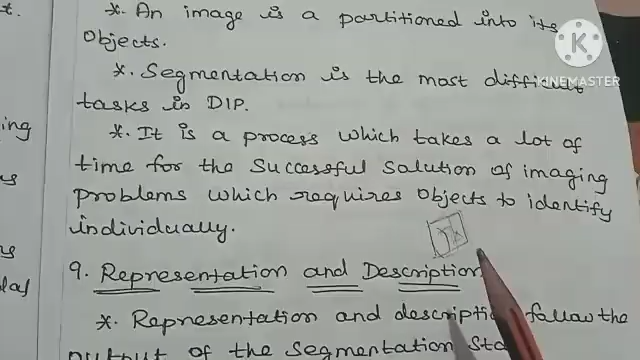 t.
*. An image is a partitioned into its
objects.
*. Segmentation is the most difficult
tasks in DIP.
*. It is a process which takes a lot of
time for the successful solution of imaging
problems which requires objects to identify
individually.
9. Representation and Description
*. Representation and description follow the
output of the segmentation
ing
KINEMASTER